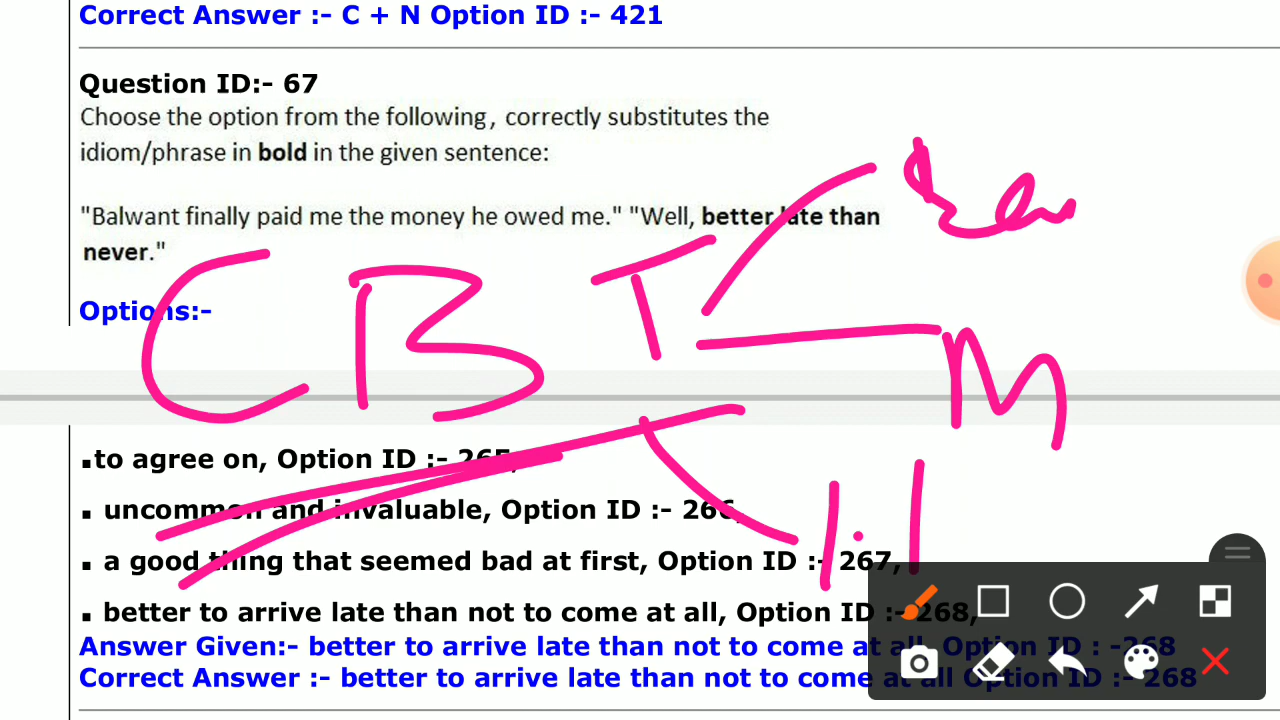 Correct Answer :- C + N Option ID :- 421
Question ID:- 67
Choose the option from the following, correctly substitutes the
idiom/phrase in bold in the given sentence:
"Balwant finally paid me the money he owed me." "Well, better late than
never."
Options:-
CBT
M
▪to agree on, Option ID :- 265,
▪ uncommon and invaluable, Option ID :- 266,
▪ a good thing that seemed bad at first, Option ID :- 267,
▪ better to arrive late than not to come at all, Option ID :- 268,
Answer Given:- better to arrive late than not to come at all, Option ID : -268
Correct Answer :- better to arrive late than not to come at all Option ID :- 268